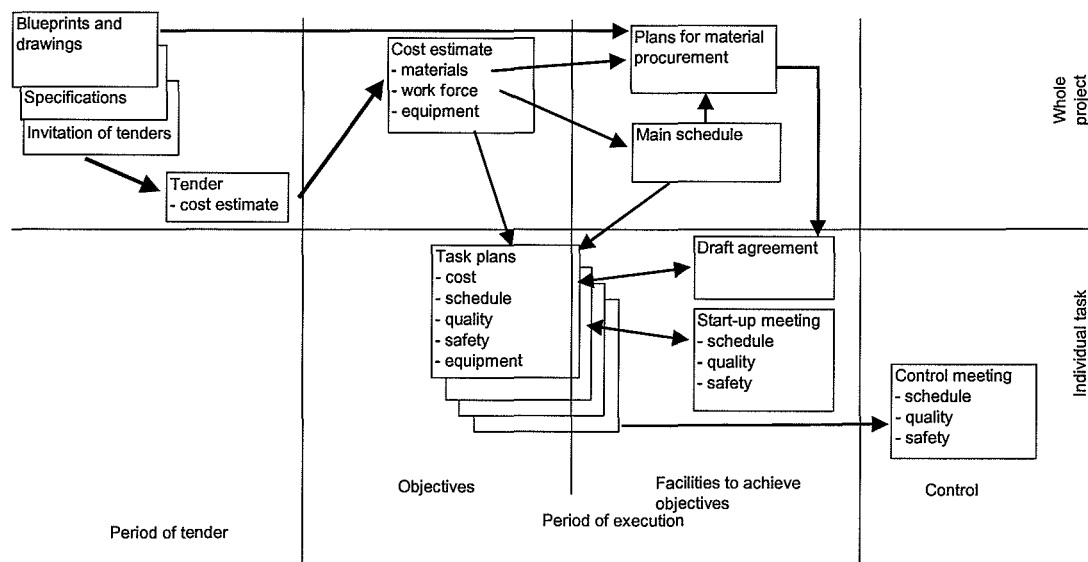 Blueprints and
drawings
Specifications
Invitation of tenders
Tender
- cost estimate
Cost estimate
- materials
- work force
- equipment
Plans for material
procurement
Main schedule
Whole
project
Task plans
- cost
- schedule
- quality
- safety
- equipment
Draft agreement
Start-up meeting
- schedule
- quality
- safety
Control meeting
- schedule
- quality
- safety
Individual task
Objectives
Facilities to achieve
objectives
Control
Period of tender
Period of execution